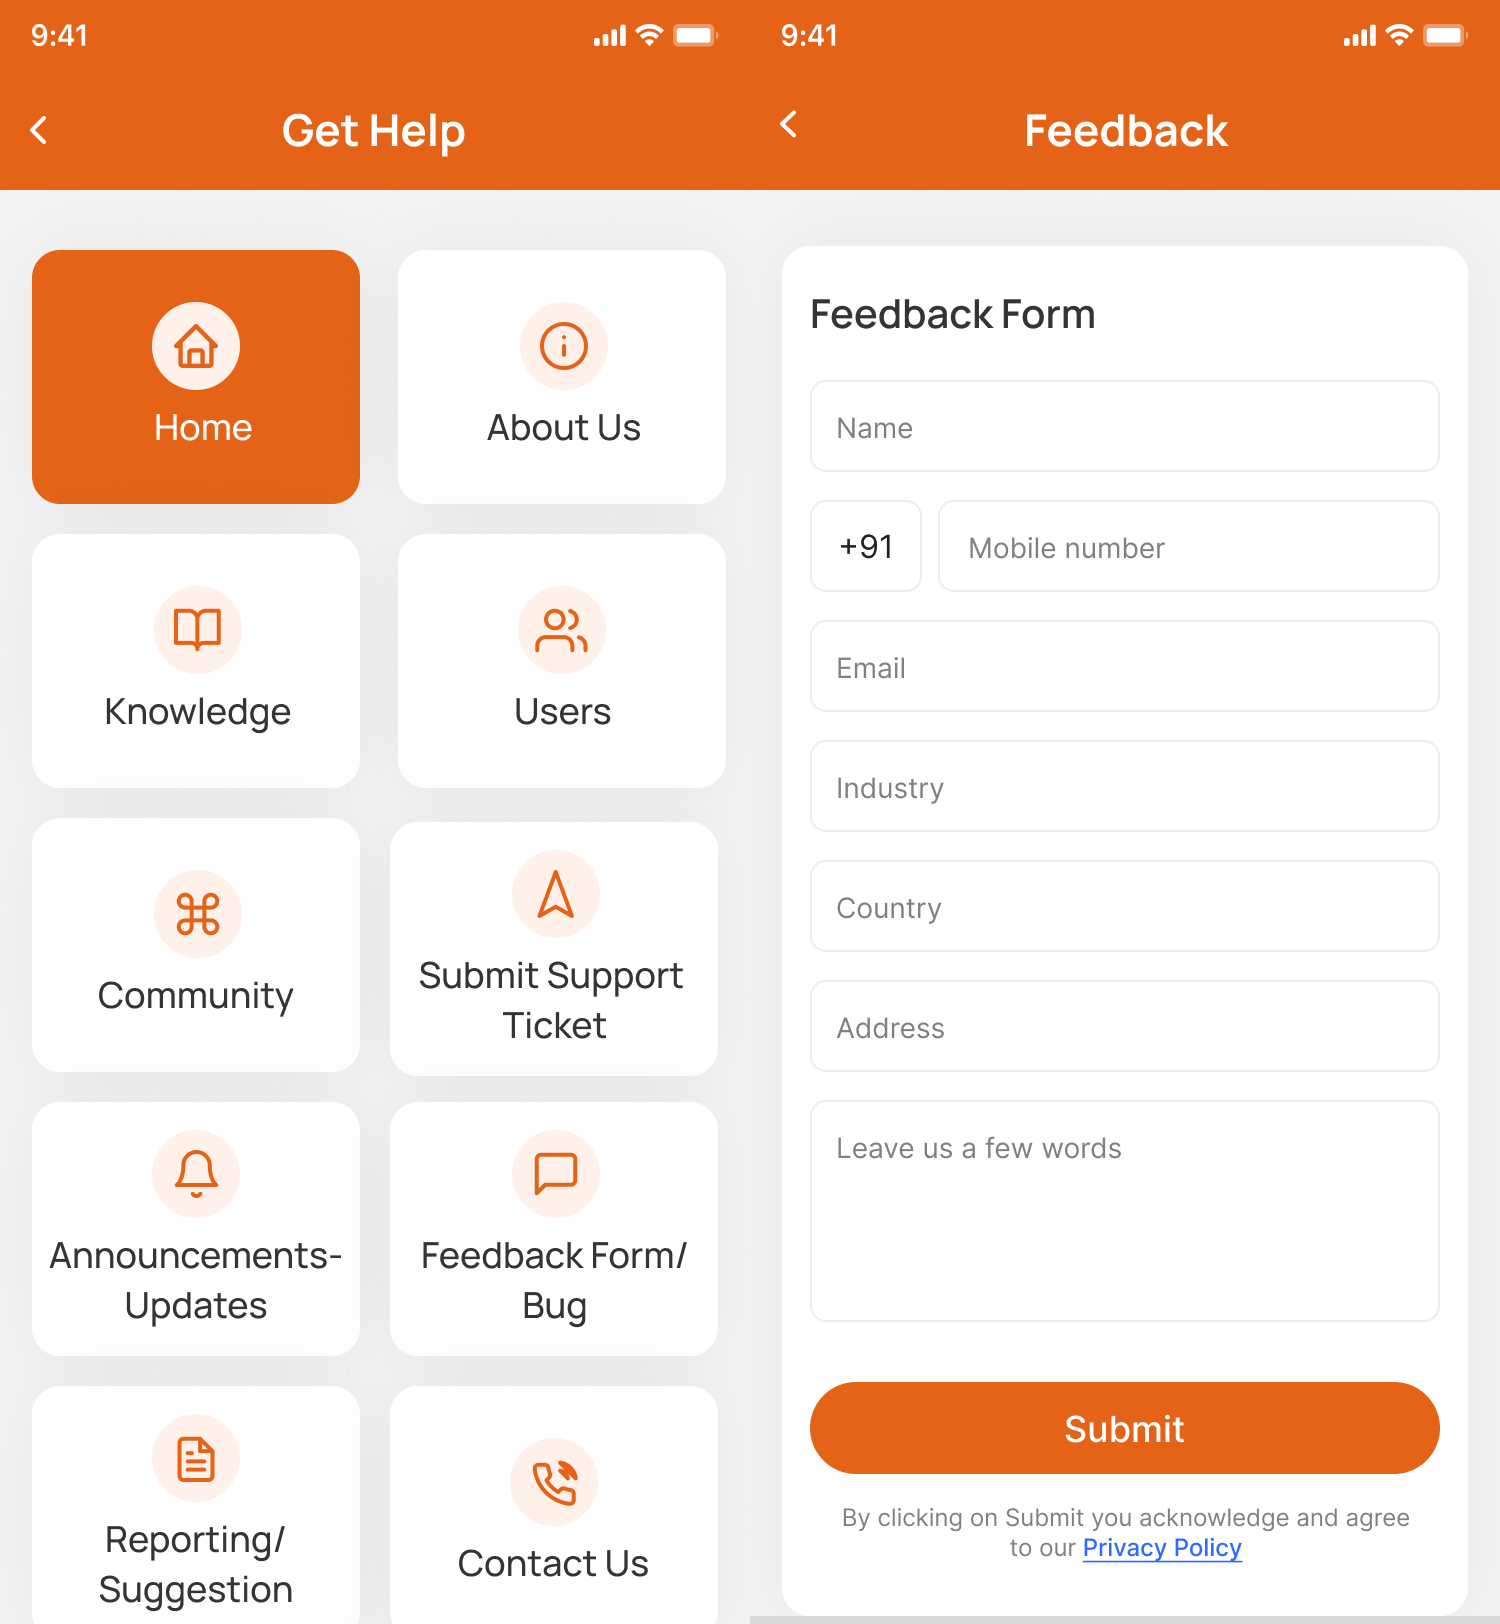 9:41
Get Help
Home
About Us
Knowledge
Users
Community
Submit Support
Ticket
Announcements-
Updates
Feedback Form/
Bug
Reporting/
Suggestion
Contact Us
9:41
Feedback
Feedback Form
Name
+91
Mobile number
Email
Industry
Country
Address
Leave us a few words
Submit
By clicking on Submit you acknowledge and agree
to our Privacy Policy